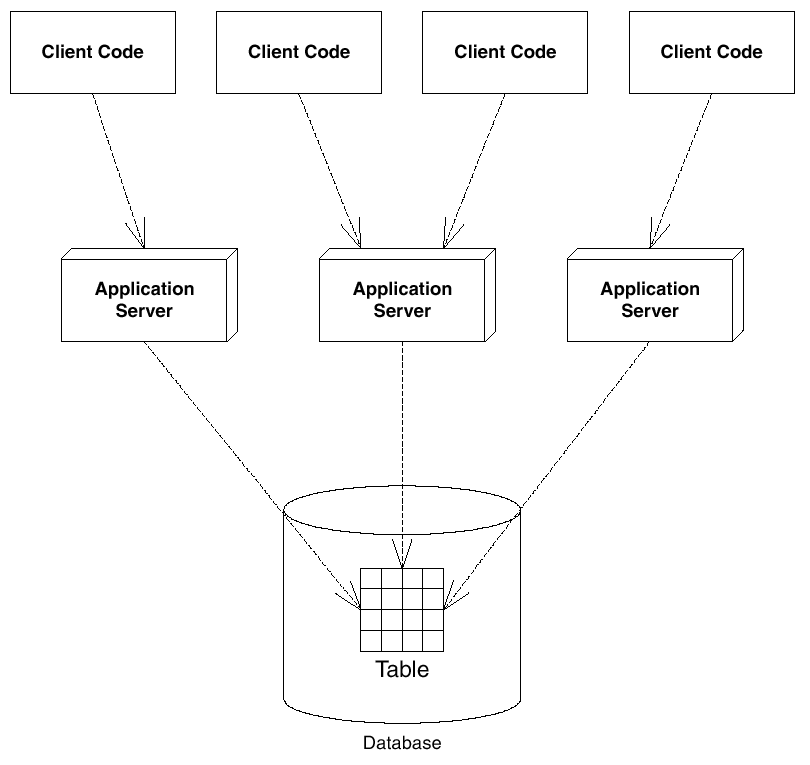 Client Code
Client Code
Client Code
Client Code
Application
Server
Application
Server
Application
Server
Table
Database